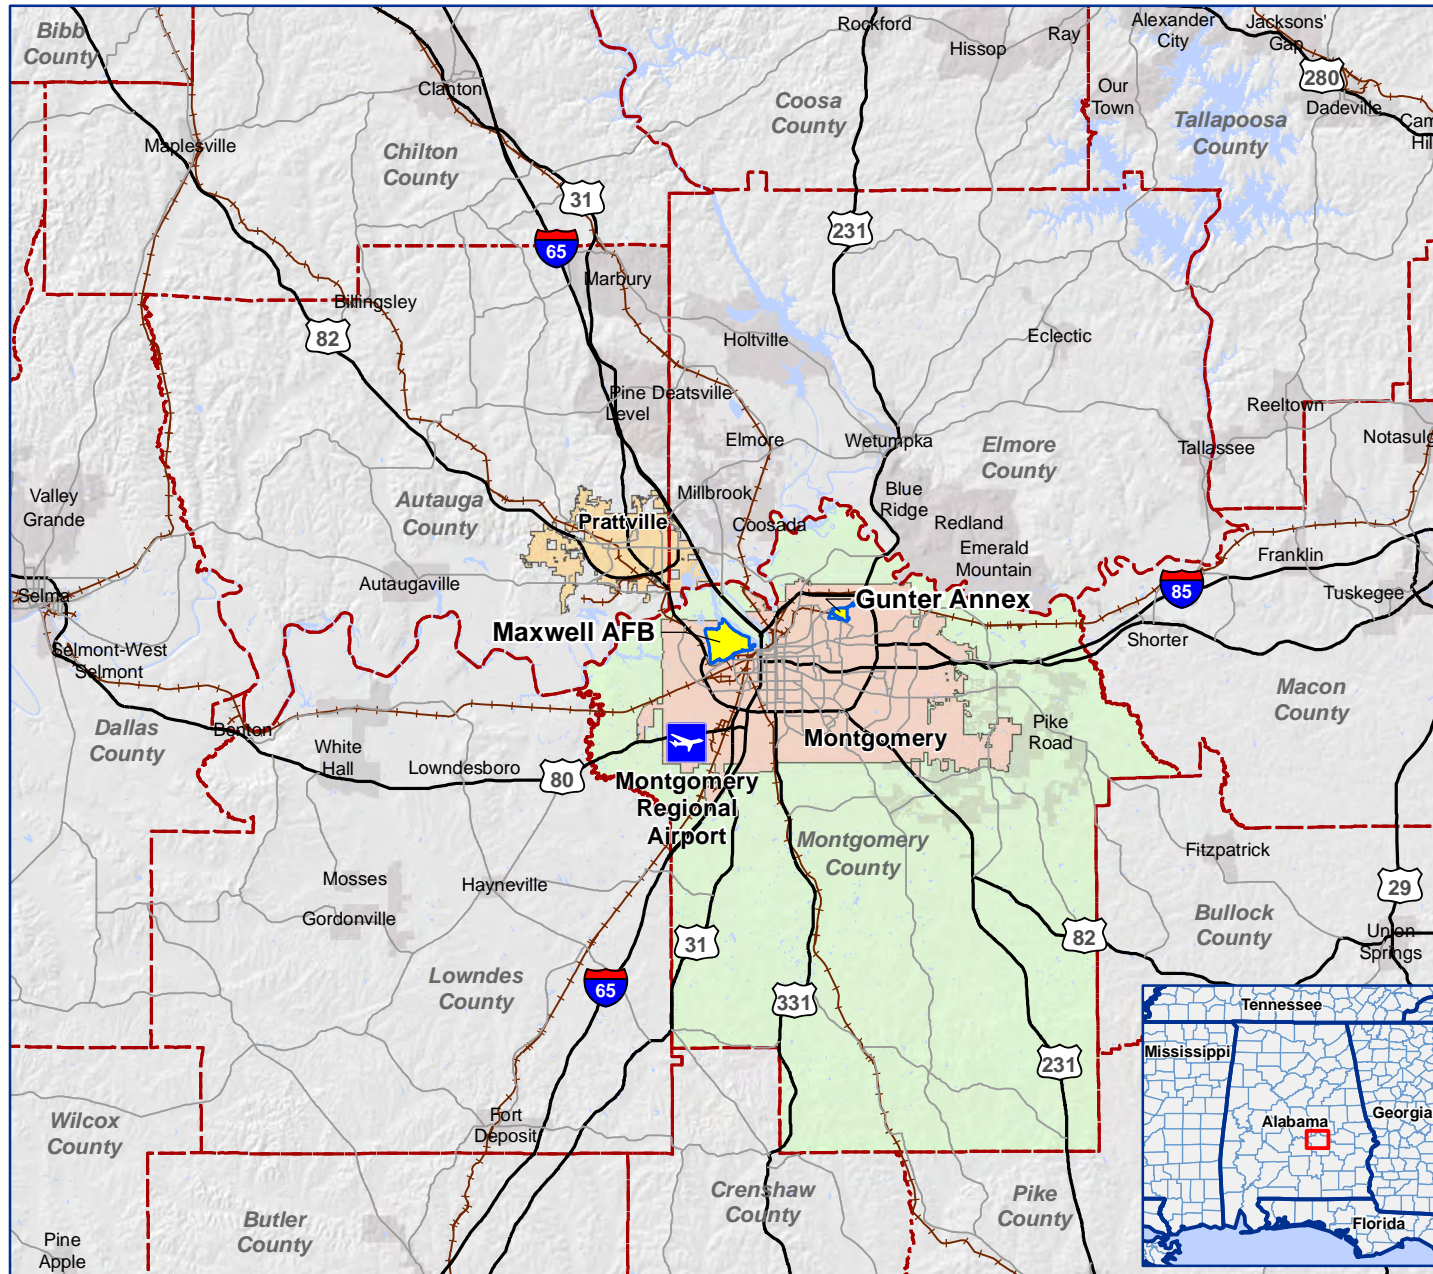 Bibb
County
Rockford
Hissop
Ray
Alexander
City
Jacksons'
Gap
280
Dadeville
Our
Town
Clanton
Coosa
County
Tallapoosa
County
Maplesville
Chilton
County
31
231
65
Marbury
Billingsley
82
Holtville
Eclectic
Pine
Level
Deatsville
Reeltown
Elmore
Wetumpka
Elmore
County
Tallassee
Notasulg
Valley
Grande
Autauga
County
Millbrook
Blue
Ridge
Prattville
Coosada
Redland
Emerald
Mountain
Franklin
Autaugaville
85
Selma
Gunter Annex
Tuskegee
Maxwell AFB
Shorter
Selmont-West
Selmont
Macon
County
Dallas
County
Benton
White
Hall
Lowndesboro
80
Montgomery
Pike
Road
Montgomery
Regional
Airport
Montgomery
County
Fitzpatrick
Mosses
Hayneville
29
Gordonville
Bullock
County
31
82
Union
Springs
Lowndes
County
65
331
Tennessee
Mississippi
231
Alabama
Georgia
Florida
Wilcox
County
Fort
Deposit
Crenshaw
County
Pike
County
Butler
County
Pine
Apple
Cam
Hil